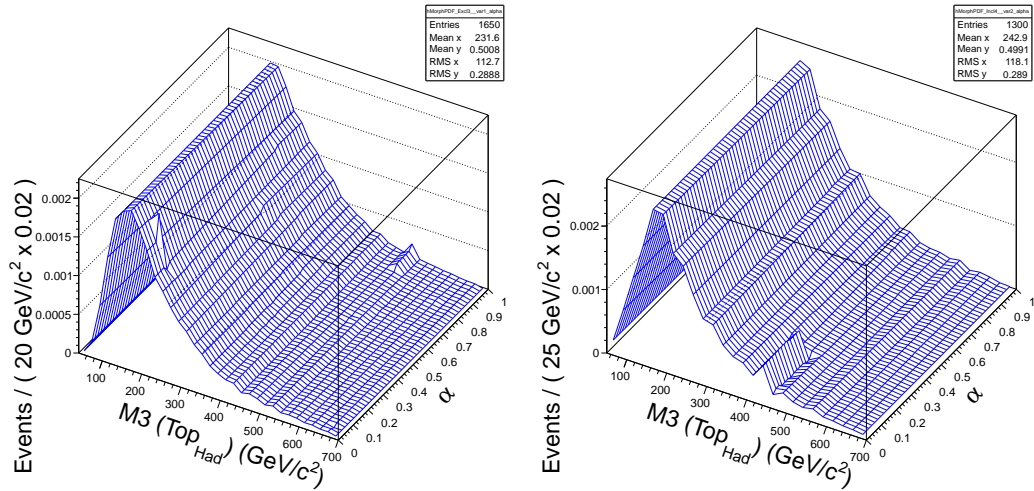 hMorphPDF_Excl3__var1_alpha
Entries 1650
Mean x 231.6
Mean y 0.5008
RMS x 112.7
RMS y 0.2888
0.002
0.0015
0.001
0.0005
0
100
200
300
400
500
600
700
0
0.1
0.2
0.3
0.4
0.5
0.6
0.7
0.8
0.9
1
α
M3 (Top_Had) (GeV/c²)
Events / ( 20 GeV/c² x 0.02 )
hMorphPDF_Incl4__var2_alpha
Entries 1300
Mean x 242.9
Mean y 0.4991
RMS x 118.1
RMS y 0.289
0.002
0.001
0
100
200
300
400
500
600
700
0
0.1
0.2
0.3
0.4
0.5
0.6
0.7
0.8
0.9
1
α
M3 (Top_Had) (GeV/c²)
Events / ( 25 GeV/c² x 0.02 )